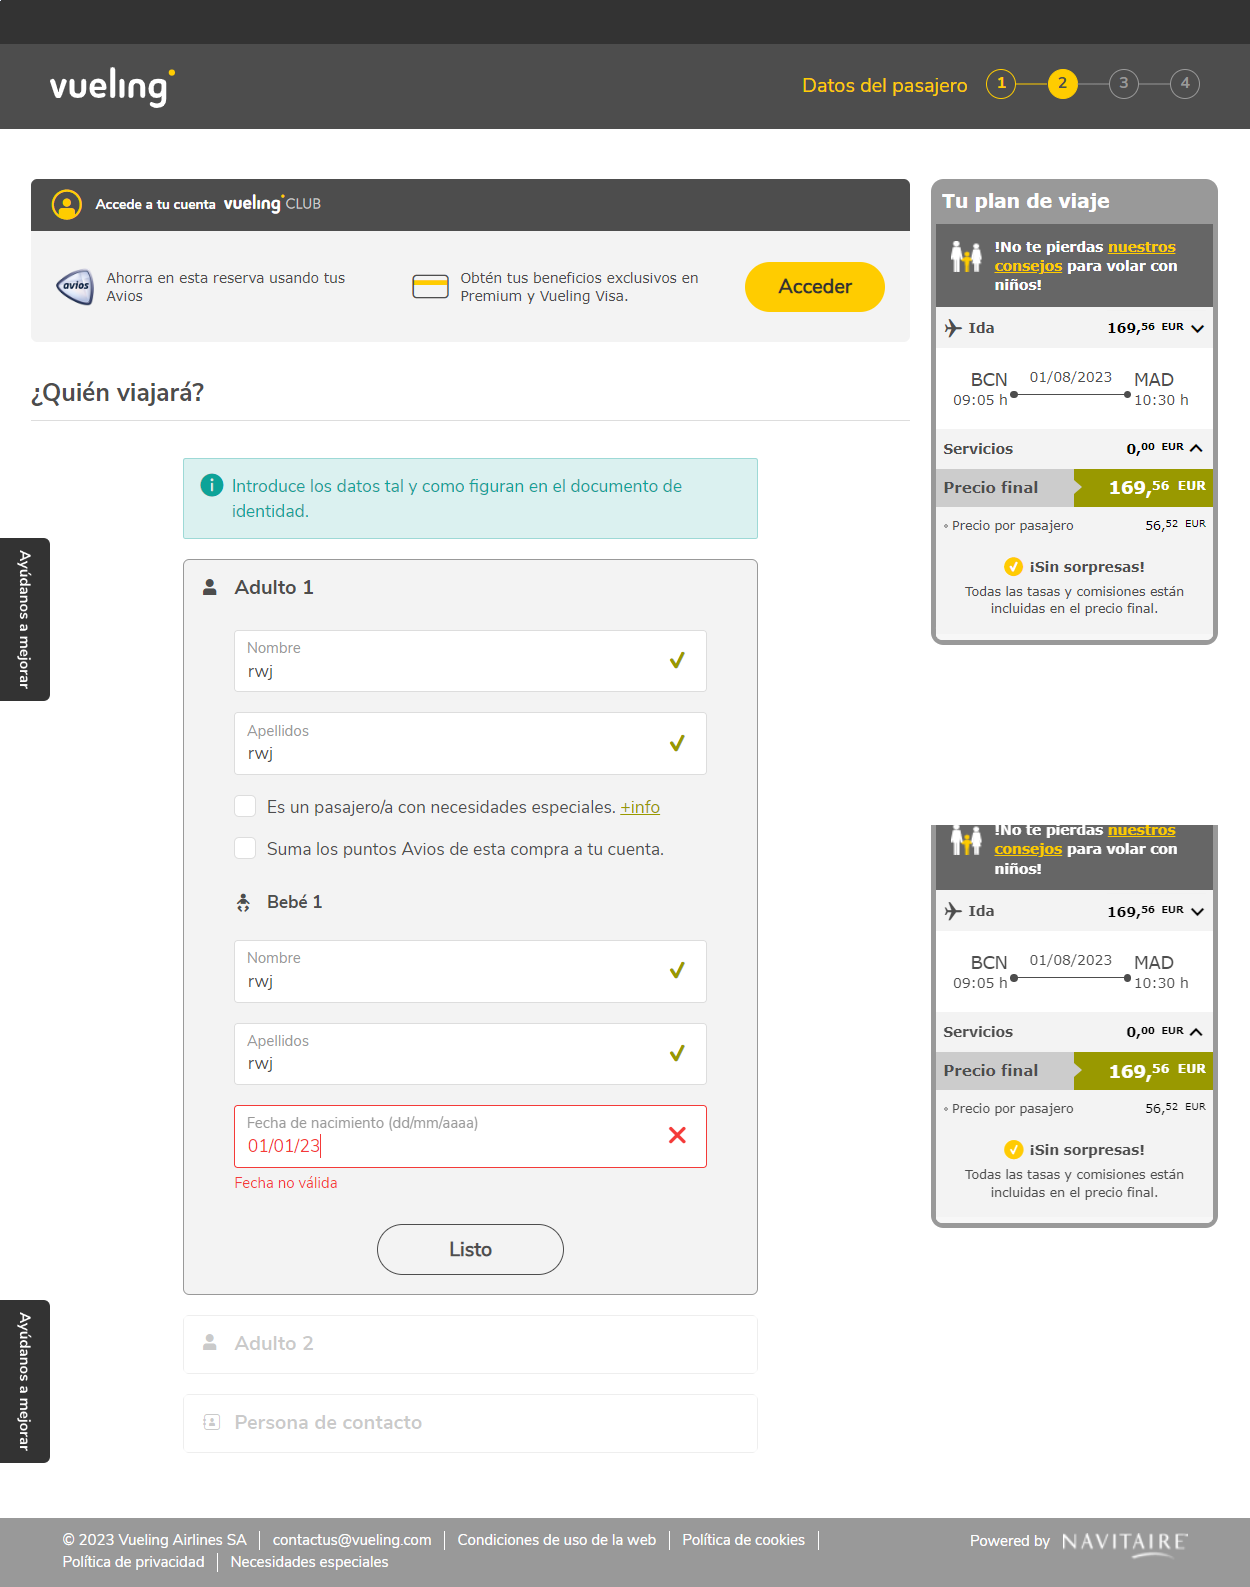 vueling
Datos del pasajero 1 2 3 4
Accede a tu cuenta vueling CLUB
avios
Ahorra en esta reserva usando tus
Avios
Obtén tus beneficios exclusivos en
Premium y Vueling Visa.
Acceder
¿Quién viajará?
Introduce los datos tal y como figuran en el documento de
identidad.
Adulto 1
Nombre
rwj
Apellidos
rwj
Es un pasajero/a con necesidades especiales. +info
Suma los puntos Avios de esta compra a tu cuenta.
Bebé 1
Nombre
rwj
Apellidos
rwj
Fecha de nacimiento (dd/mm/aaaa)
01/01/23
Fecha no válida
Listo
Adulto 2
Persona de contacto
Ayúdanos a mejorar
Ayúdanos a mejorar
Tu plan de viaje
!No te pierdas nuestros
consejos para volar con
niños!
Ida 169,56 EUR
BCN 01/08/2023 MAD
09:05 h 10:30 h
Servicios 0,00 EUR
Precio final 169,56 EUR
Precio por pasajero 56,52 EUR
¡Sin sorpresas!
Todas las tasas y comisiones están
incluidas en el precio final.
!No te pierdas nuestros
consejos para volar con
niños!
Ida 169,56 EUR
BCN 01/08/2023 MAD
09:05 h 10:30 h
Servicios 0,00 EUR
Precio final 169,56 EUR
Precio por pasajero 56,52 EUR
¡Sin sorpresas!
Todas las tasas y comisiones están
incluidas en el precio final.
© 2023 Vueling Airlines SA contactus@vueling.com Condiciones de uso de la web Política de cookies
Política de privacidad Necesidades especiales
Powered by NAVITAIRE